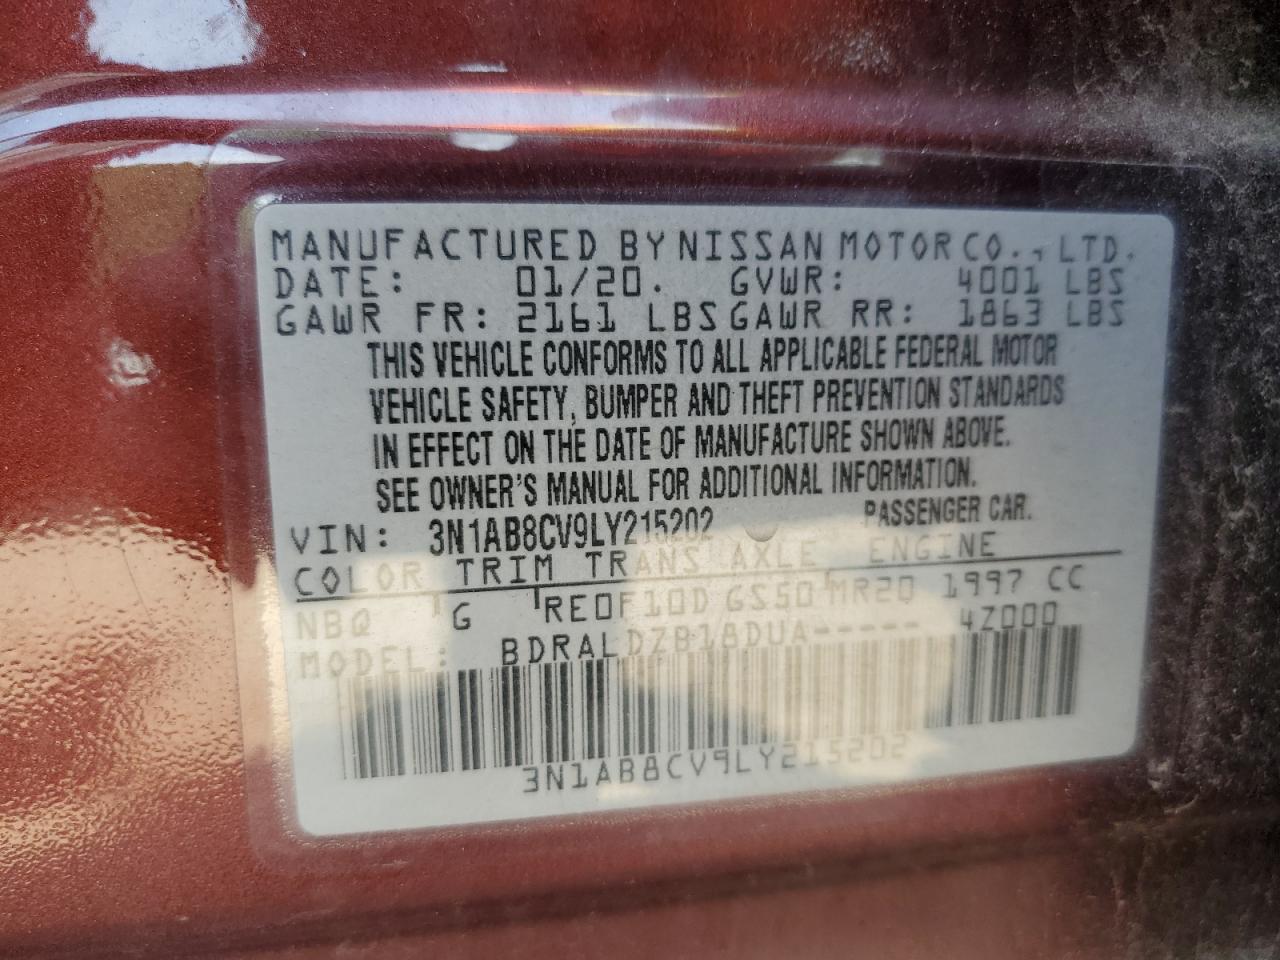 MANUFACTURED BY NISSAN MOTOR CO., LTD.
DATE: 01/20. GVWR: 4001 LBS
GAWR FR: 2161 LBS GAWR RR: 1863 LBS
THIS VEHICLE CONFORMS TO ALL APPLICABLE FEDERAL MOTOR
VEHICLE SAFETY, BUMPER AND THEFT PREVENTION STANDARDS
IN EFFECT ON THE DATE OF MANUFACTURE SHOWN ABOVE.
SEE OWNER'S MANUAL FOR ADDITIONAL INFORMATION.
VIN: 3N1AB8CV9LY215202 PASSENGER CAR.
COLOR TRIM TRANS AXLE ENGINE
NBQ G RE0F10D GS50 MR20 1997 CC
MODEL: BDRALDZB18DUA----- 4Z000
3N1AB8CV9LY215202